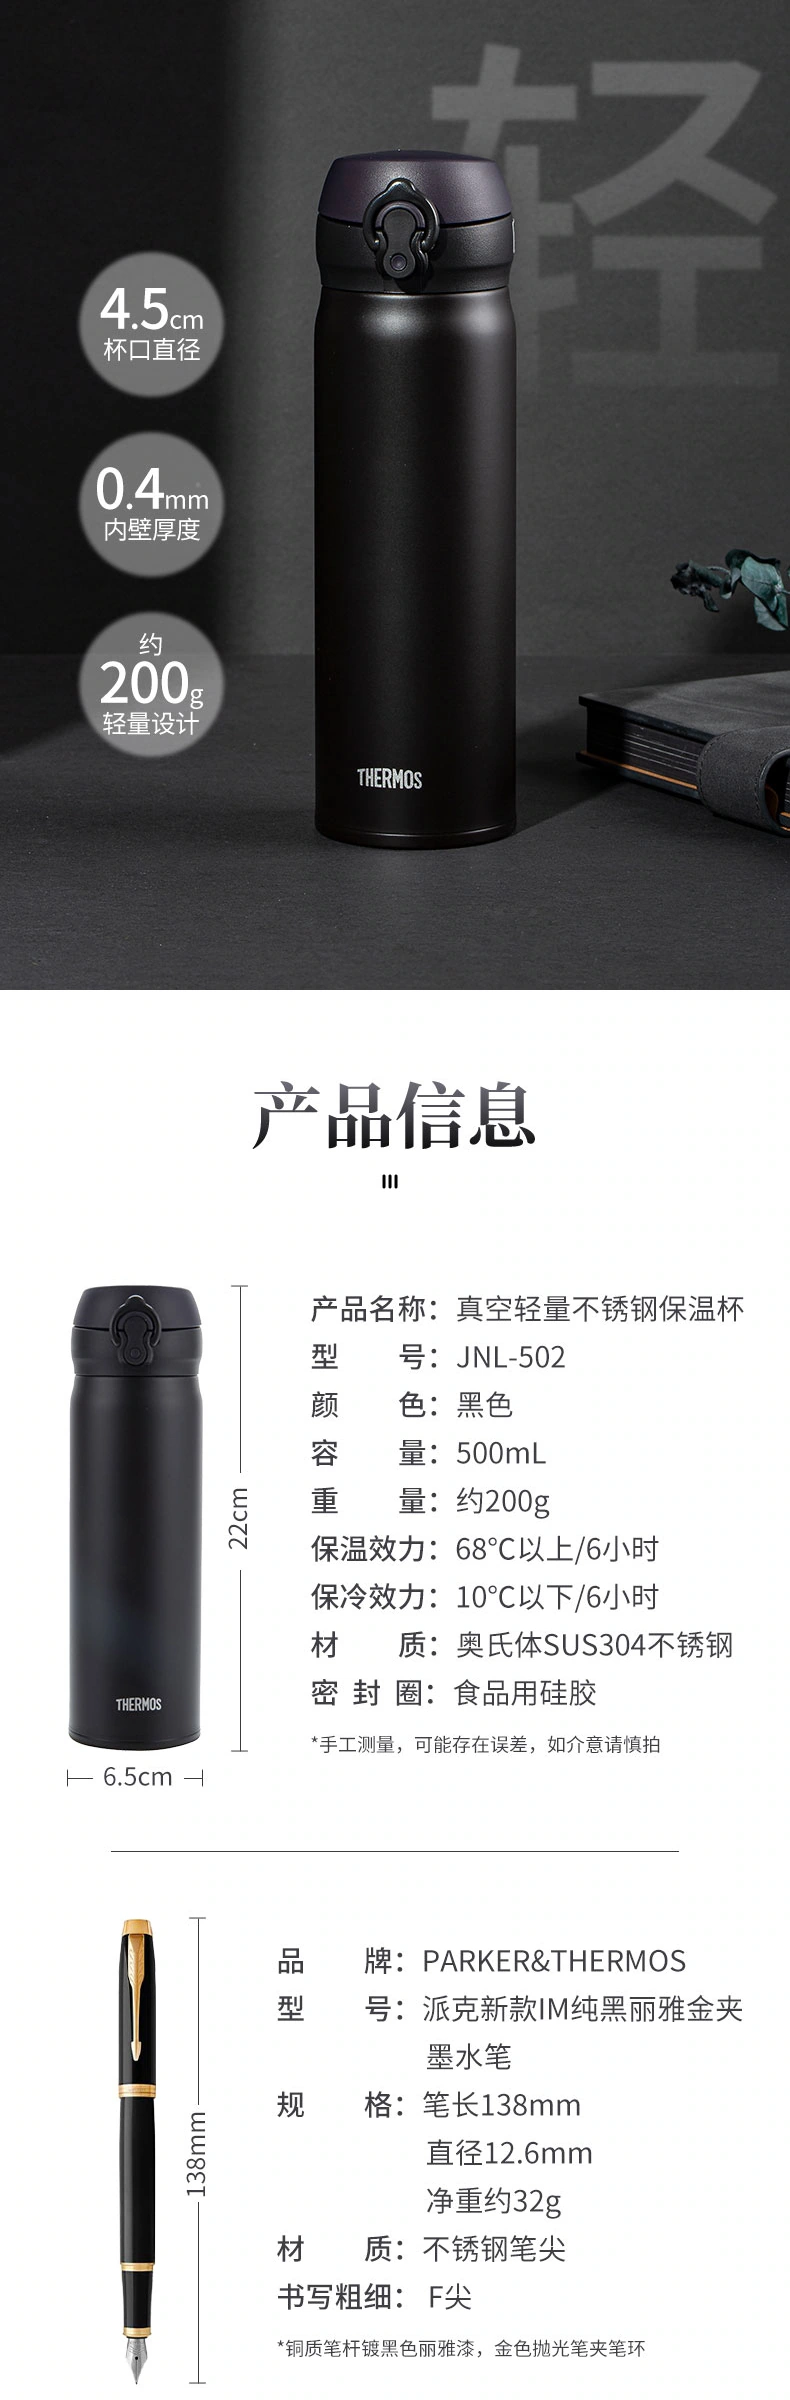 轻
4.5cm
杯口直径
0.4mm
内壁厚度
约
200g
轻量设计
THERMOS
产品信息
产品名称：真空轻量不锈钢保温杯
型 号：JNL-502
颜 色：黑色
容 量：500mL
重 量：约200g
保温效力：68℃以上/6小时
保冷效力：10℃以下/6小时
材 质：奥氏体SUS304不锈钢
密 封 圈：食品用硅胶
*手工测量，可能存在误差，如介意请慎拍
22cm
THERMOS
6.5cm
品 牌：PARKER&THERMOS
型 号：派克新款IM纯黑丽雅金夹
墨水笔
规 格：笔长138mm
直径12.6mm
净重约32g
材 质：不锈钢笔尖
书写粗细：F尖
*铜质笔杆镀黑色丽雅漆，金色抛光笔夹笔环
138mm